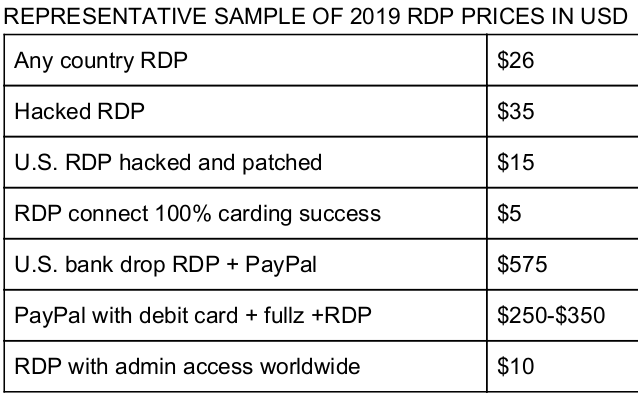 REPRESENTATIVE SAMPLE OF 2019 RDP PRICES IN USD
Any country RDP $26
Hacked RDP $35
U.S. RDP hacked and patched $15
RDP connect 100% carding success $5
U.S. bank drop RDP + PayPal $575
PayPal with debit card + fullz +RDP $250-$350
RDP with admin access worldwide $10